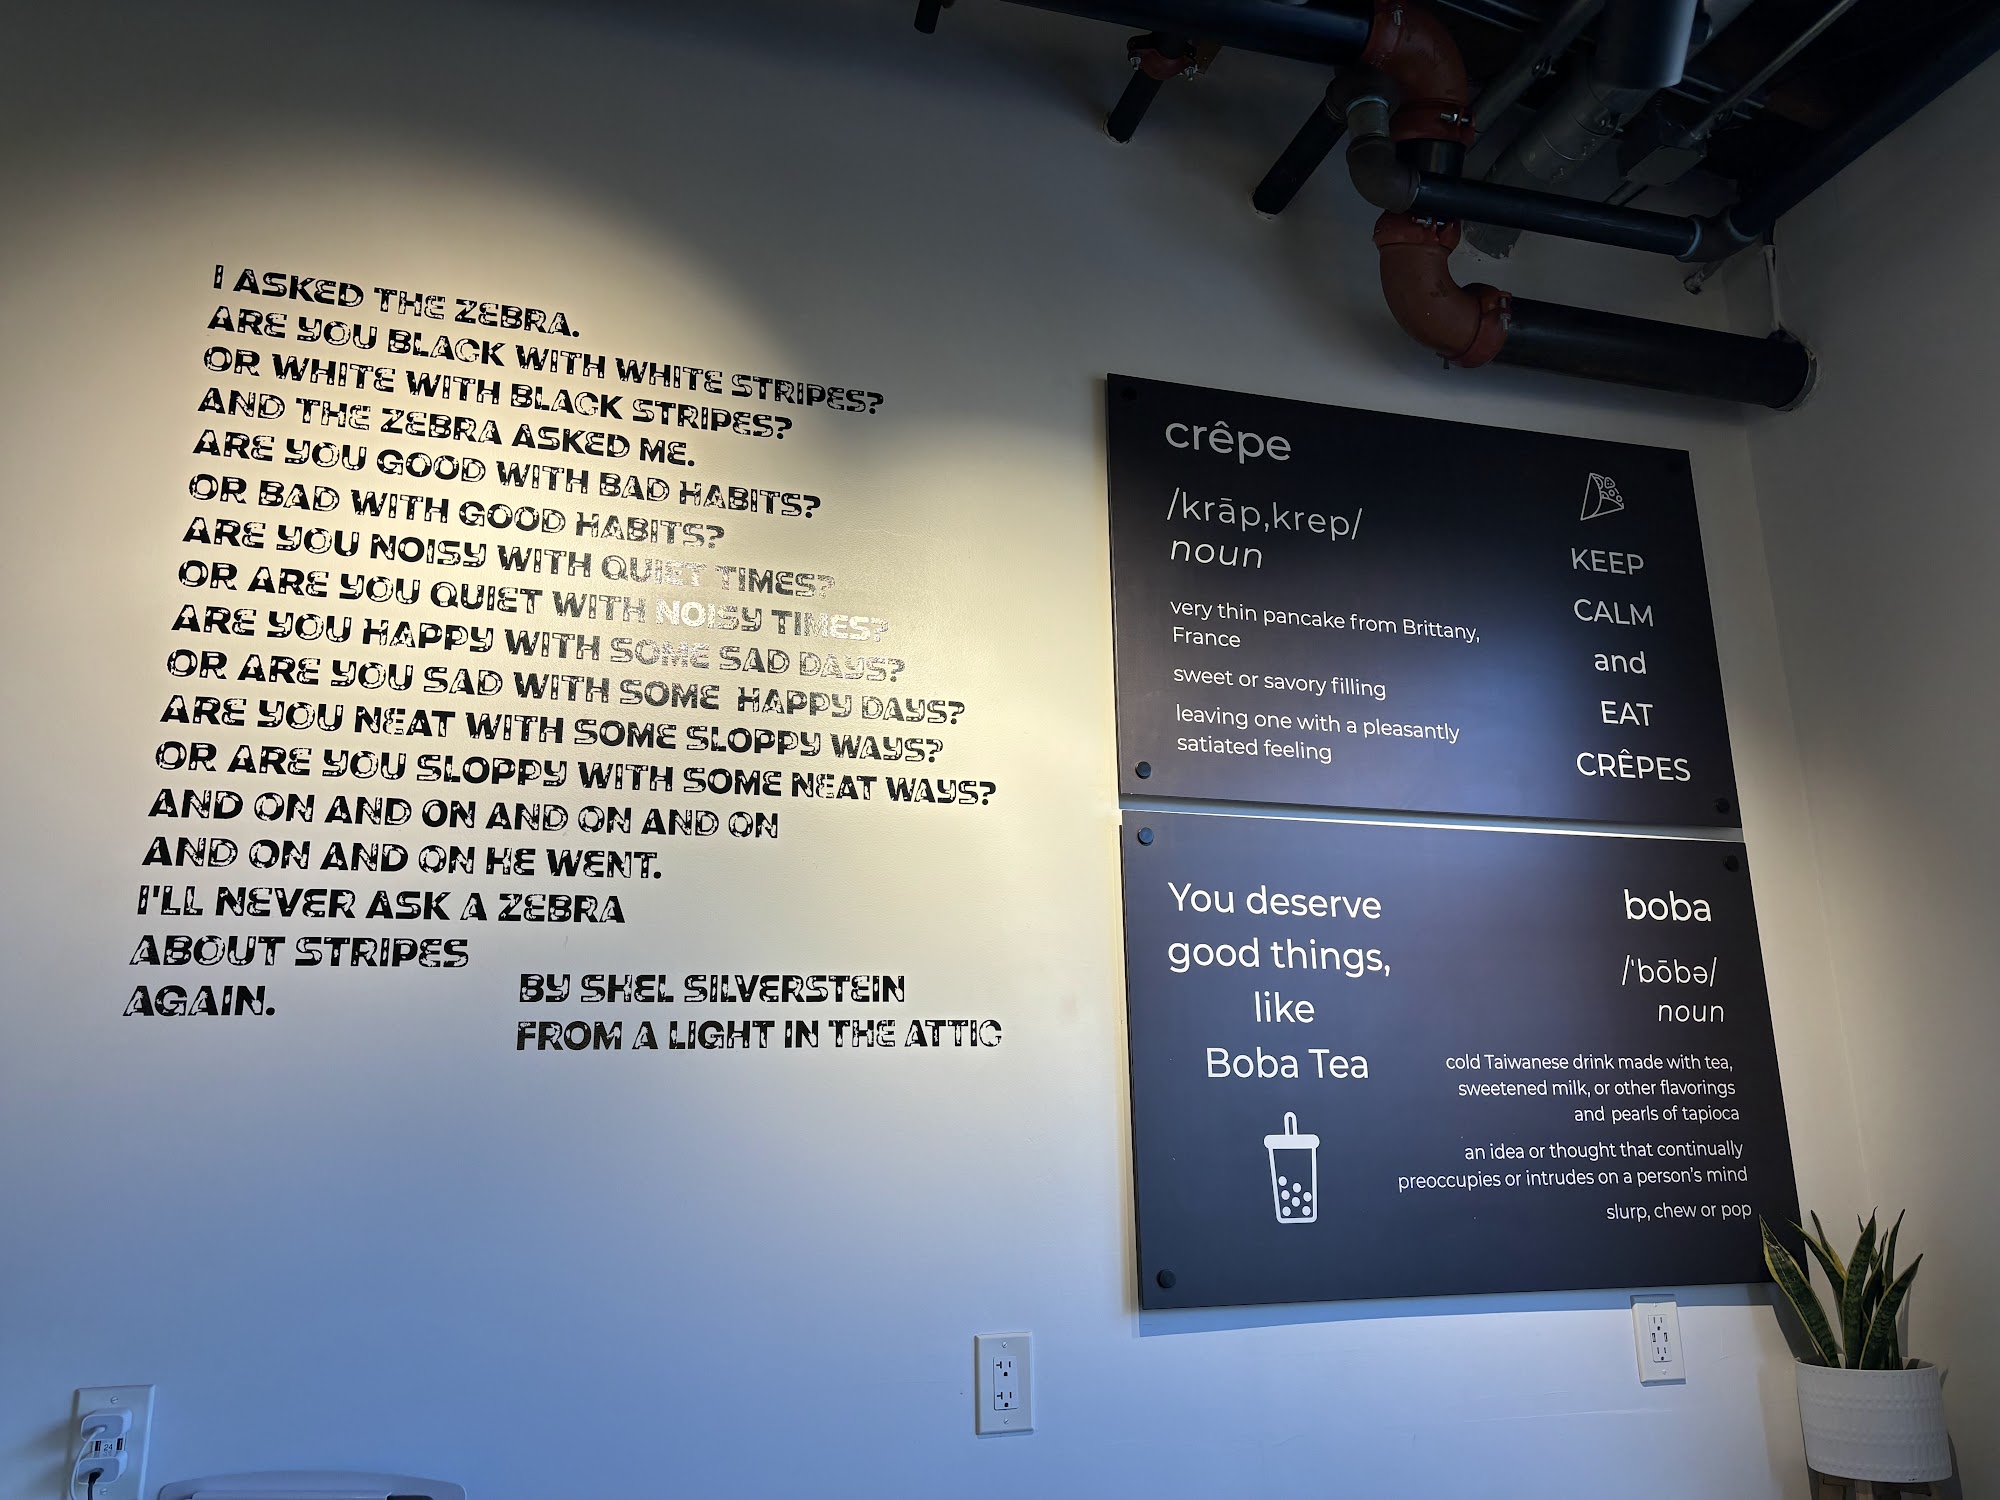 I ASKED THE ZEBRA.
ARE YOU BLACK WITH WHITE STRIPES?
OR WHITE WITH BLACK STRIPES?
AND THE ZEBRA ASKED ME.
ARE YOU GOOD WITH BAD HABITS?
OR BAD WITH GOOD HABITS?
ARE YOU NOISY WITH QUIET TIMES?
OR ARE YOU QUIET WITH NOISY TIMES?
ARE YOU HAPPY WITH SOME SAD DAYS?
OR ARE YOU SAD WITH SOME HAPPY DAYS?
ARE YOU NEAT WITH SOME SLOPPY WAYS?
OR ARE YOU SLOPPY WITH SOME NEAT WAYS?
AND ON AND ON AND ON AND ON
AND ON AND ON HE WENT.
I'LL NEVER ASK A ZEBRA
ABOUT STRIPES
AGAIN.
BY SHEL SILVERSTEIN
FROM A LIGHT IN THE ATTIC
crêpe
/krāp,krep/
noun
very thin pancake from Brittany,
France
sweet or savory filling
leaving one with a pleasantly
satiated feeling
KEEP
CALM
and
EAT
CRÊPES
You deserve
good things,
like
Boba Tea
boba
/ˈbōbə/
noun
cold Taiwanese drink made with tea,
sweetened milk, or other flavorings
and pearls of tapioca
an idea or thought that continually
preoccupies or intrudes on a person's mind
slurp, chew or pop
24